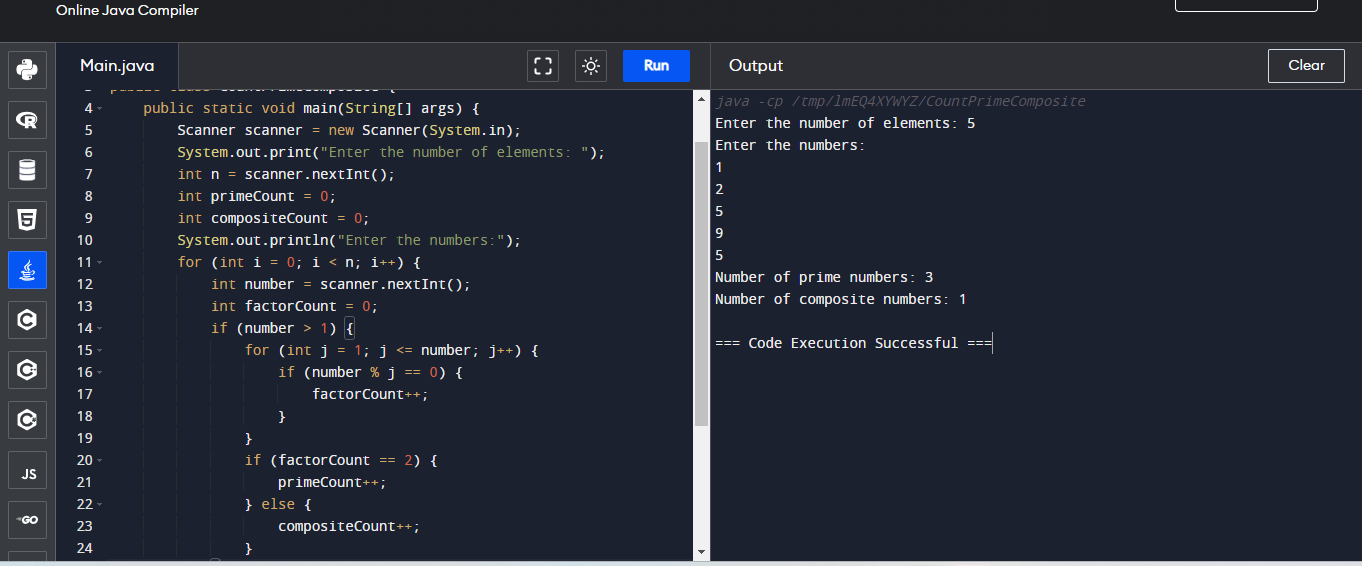 Online Java Compiler
Main.java
Run
4 public static void main(String[] args) {
5 Scanner scanner = new Scanner(System.in);
6 System.out.print("Enter the number of elements: ");
7 int n = scanner.nextInt();
8 int primeCount = 0;
9 int compositeCount = 0;
10 System.out.println("Enter the numbers:");
11 for (int i = 0; i < n; i++) {
12 int number = scanner.nextInt();
13 int factorCount = 0;
14 if (number > 1) {
15 for (int j = 1; j <= number; j++) {
16 if (number % j == 0) {
17 factorCount++;
18 }
19 }
20 if (factorCount == 2) {
21 primeCount++;
22 } else {
23 compositeCount++;
24 }
Output
Clear
java -cp /tmp/lmEQ4XYWYZ/CountPrimeComposite
Enter the number of elements: 5
Enter the numbers:
1
2
5
9
5
Number of prime numbers: 3
Number of composite numbers: 1
=== Code Execution Successful ===
R
5
C
C
C
JS
GO